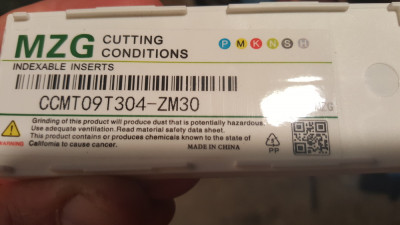 MZG CUTTING CONDITIONS P M K N S H
INDEXABLE INSERTS
CCMT09T304-ZM30
MZG
Grinding of this product will produce dust that is potentially hazardous.
Use adequate ventilation.Read material safety data sheet.
This product contains or produces chemicals known to the state of
California to cause cancer.
MADE IN CHINA
PP